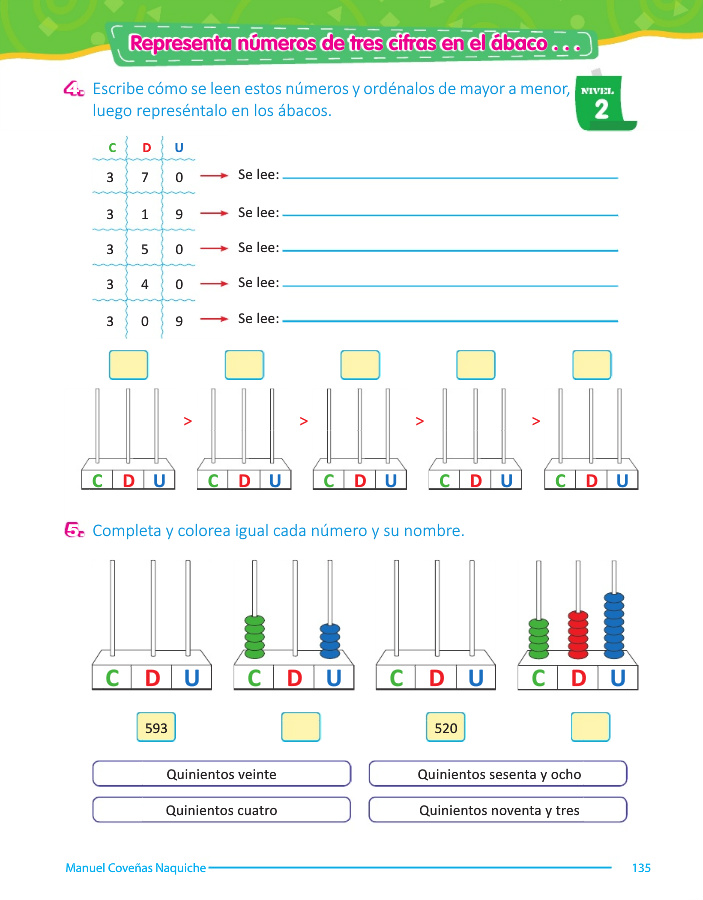 Representa números de tres cifras en el ábaco . . .
4. Escribe cómo se leen estos números y ordénalos de mayor a menor,
luego represéntalo en los ábacos.
NIVEL
2
C D U
3 7 0 Se lee:
3 1 9 Se lee:
3 5 0 Se lee:
3 4 0 Se lee:
3 0 9 Se lee:
> > > >
C D U C D U C D U C D U C D U
5. Completa y colorea igual cada número y su nombre.
C D U C D U C D U C D U
593 520
Quinientos veinte Quinientos sesenta y ocho
Quinientos cuatro Quinientos noventa y tres
Manuel Coveñas Naquiche 135